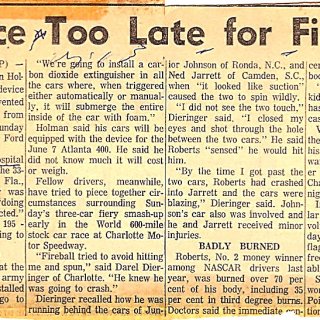 ce Too Late for Fi
P) —
n Hol-
device
vented
from
unday
Ford
spital
he 33-
Fla.,
was
doing
cted."
195 -
to the
in
army
stalled
go to
"We're going to install a car-
bon dioxide extinguisher in all
the cars where, when triggered
either automatically or manual-
ly, it will submerge the entire
inside of the car with foam."
Holman said his cars will be
equipped with the device for the
June 7 Atlanta 400. He said he
did not know much it will cost
or weigh.
Fellow drivers, meanwhile,
have tried to piece together cir-
cumstances surrounding Sun-
day's three-car fiery smash-up
early in the World 600-mile
stock car race at Charlotte Mo-
tor Speedway.
"Fireball tried to avoid hitting
me and spun," said Darel Dier-
inger of Charlotte. "He knew he
was going to crash."
Dieringer recalled how he was
running behind the cars of Jun-
ior Johnson of Ronda, N.C., and
Ned Jarrett of Camden, S.C.,
when "it looked like suction"
caused the two to spin wildly.
"I did not see the two touch,"
Dieringer said. "I closed my
eyes and shot through the hole
between the two cars." He said
Roberts "sensed" he would hit
him.
"By the time I got past the
two cars, Roberts had crashed
into Jarrett and the cars were
blazing," Dieringer said. John-
son's car also was involved and
he and Jarrett received minor
injuries.
BADLY BURNED
Roberts, No. 2 money winner
among NASCAR drivers last
year, was burned over 70 per
cent of his body, including 35
per cent in third degree burns.
Doctors said the immediate con-